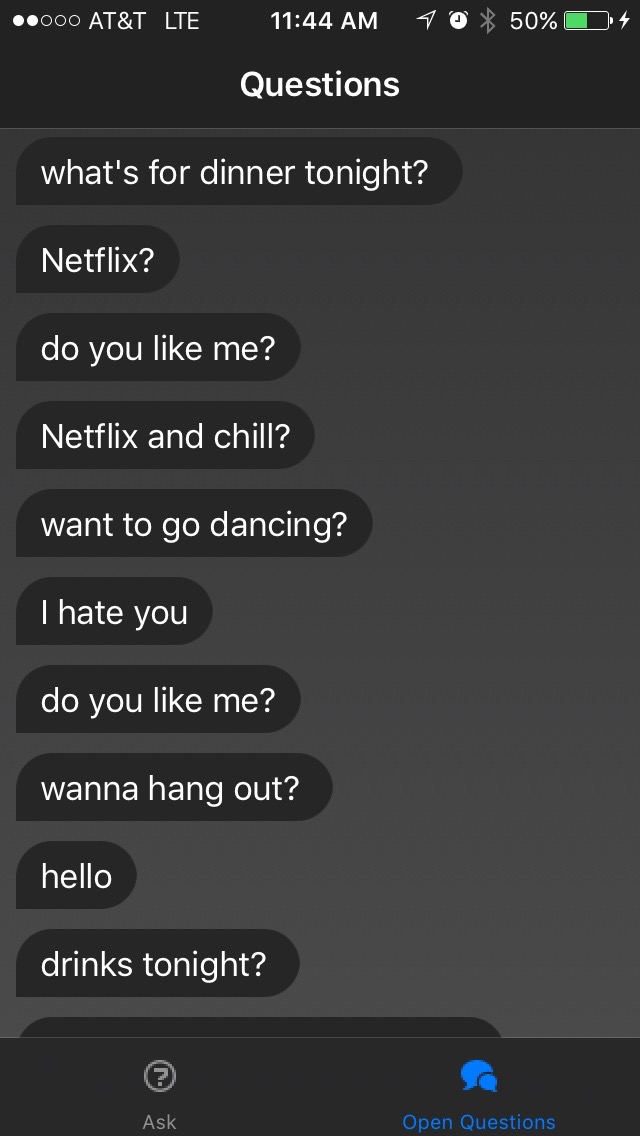 AT&T LTE 11:44 AM 50%
Questions
what's for dinner tonight?
Netflix?
do you like me?
Netflix and chill?
want to go dancing?
I hate you
do you like me?
wanna hang out?
hello
drinks tonight?
Ask Open Questions